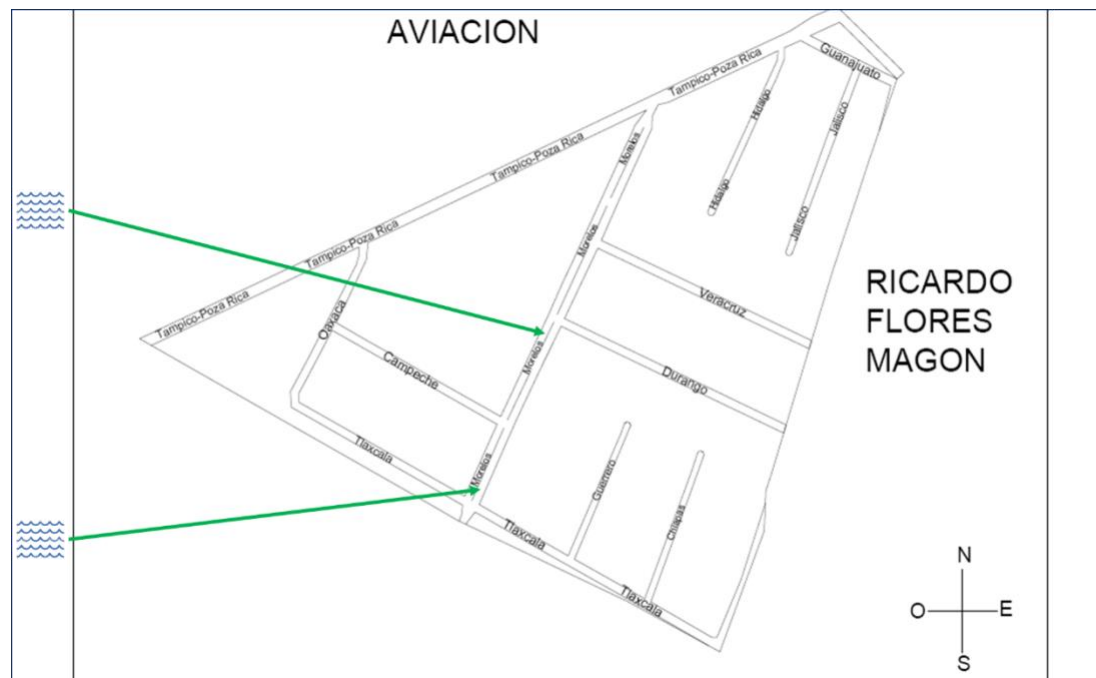 AVIACION
Guanajuato
Tampico-Poza Rica
Hidalgo
Jalisco
Morelos
Tampico-Poza Rica
Hidalgo
Jalisco
Tampico-Poza Rica
Morelos
RICARDO
FLORES
MAGON
Veracruz
Tampico-Poza Rica
Oaxaca
Morelos
Campeche
Durango
Tlaxcala
Morelos
Guerrero
Chiapas
Tlaxcala
Tlaxcala
N
O
E
S